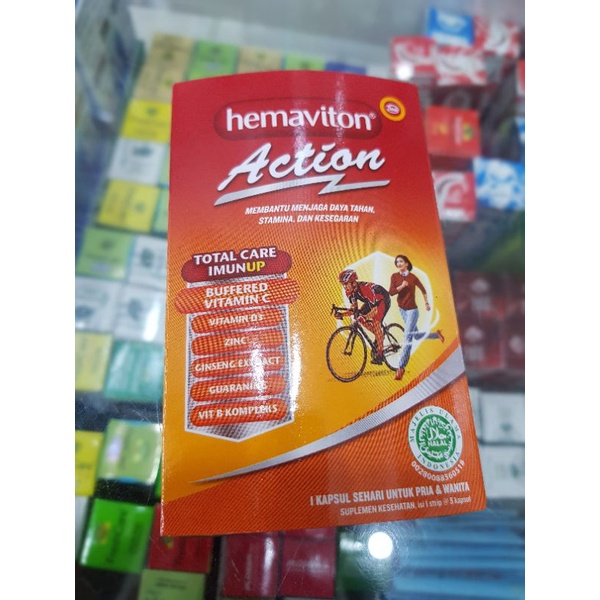 hemaviton®
Action
MEMBANTU MENJAGA DAYA TAHAN,
STAMINA, DAN KESEGARAN
TOTAL CARE
IMUNUP
BUFFERED
VITAMIN C
VITAMIN D3
ZINC
GINSENG EXTRACT
GUARANINE
VIT B KOMPLEKS
MAJELIS ULAMA
HALAL
INDONESIA
1 KAPSUL SEHARI UNTUK PRIA & WANITA
SUPLEMEN KESEHATAN, isi 1 strip @ 5 kapsul